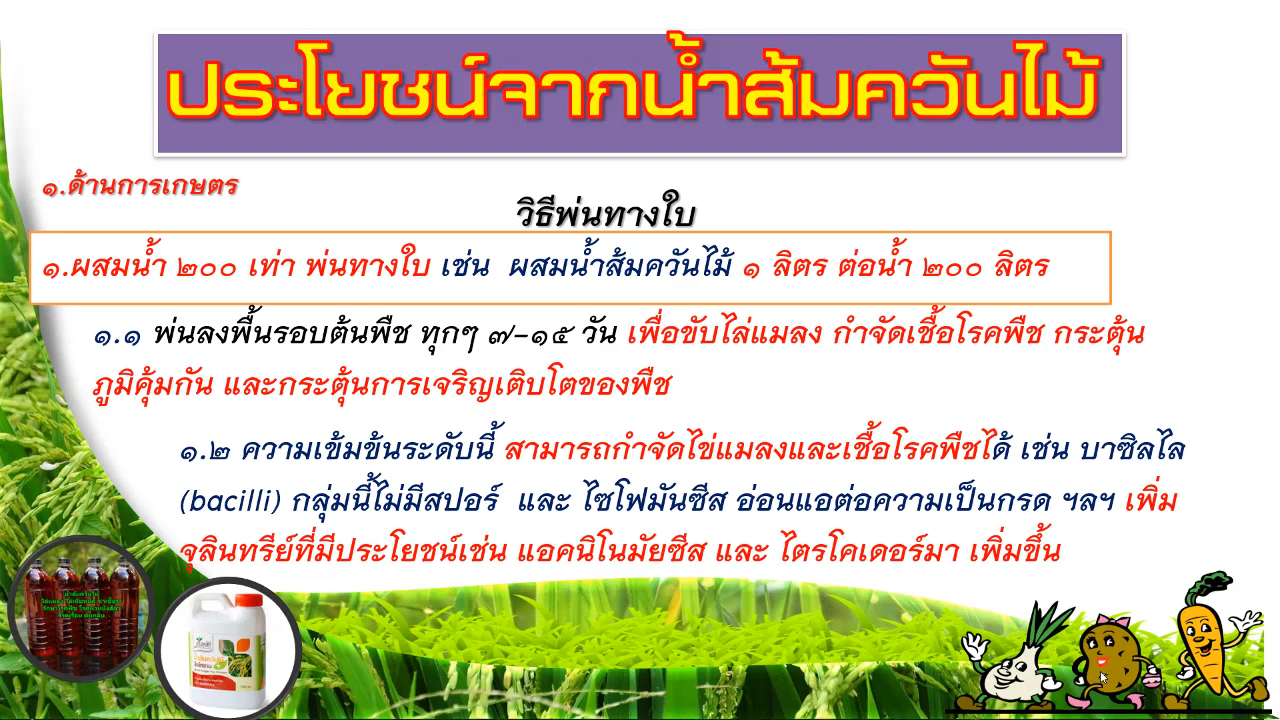 ประโยชน์จากน้ำส้มควันไม้
๑.ด้านการเกษตร
วิธีพ่นทางใบ
๑.ผสมน้ำ ๒๐๐ เท่า พ่นทางใบ เช่น ผสมน้ำส้มควันไม้ ๑ ลิตร ต่อน้ำ ๒๐๐ ลิตร
๑.๑ พ่นลงพื้นรอบต้นพืช ทุกๆ ๗-๑๕ วัน เพื่อขับไล่แมลง กำจัดเชื้อโรคพืช กระตุ้น
ภูมิคุ้มกัน และกระตุ้นการเจริญเติบโตของพืช
๑.๒ ความเข้มข้นระดับนี้ สามารถกำจัดไข่แมลงและเชื้อโรคพืชได้ เช่น บาซิลไล
(bacilli) กลุ่มนี้ไม่มีสปอร์ และ ไซโฟมันซีส อ่อนแอต่อความเป็นกรด ฯลฯ เพิ่ม
จุลินทรีย์ที่มีประโยชน์เช่น แอคนิโนมัยซีส และ ไตรโคเดอร์มา เพิ่มขึ้น
น้ำส้มควันไม้